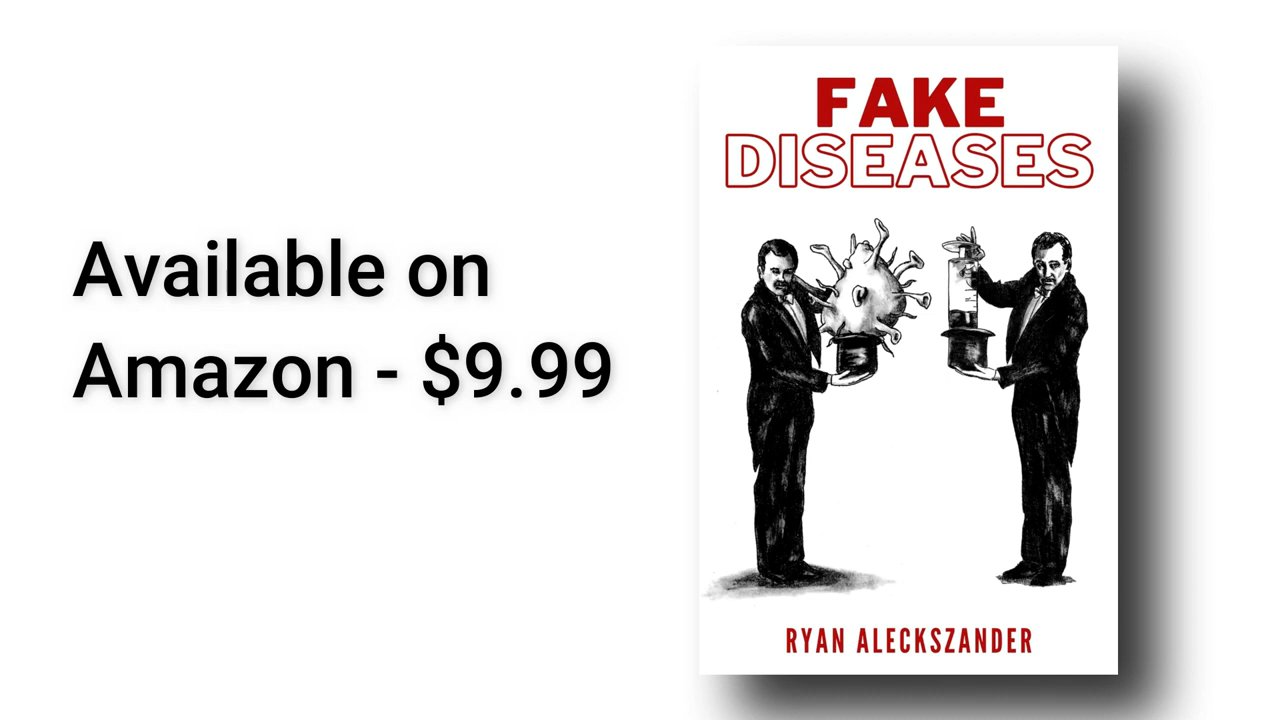 Available on
Amazon - $9.99
FAKE
DISEASES
RYAN ALECKSZANDER